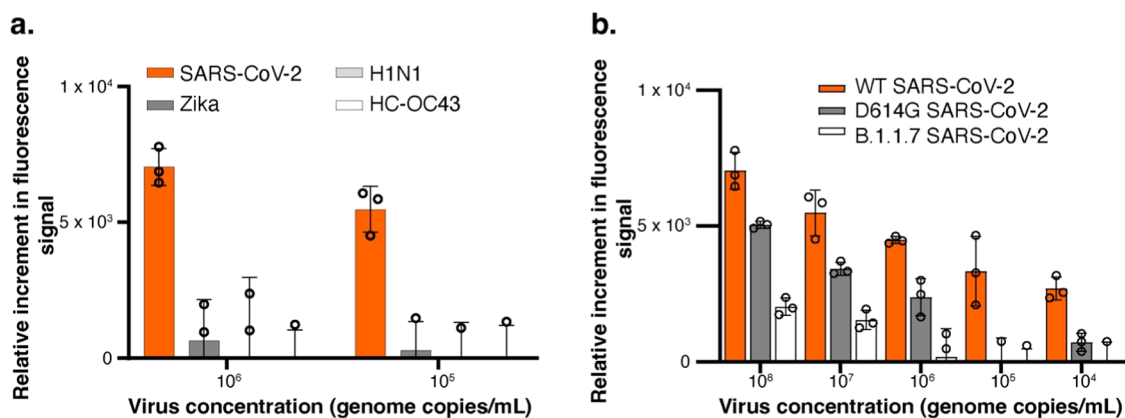 a.
SARS-CoV-2
H1N1
Zika
HC-OC43
Relative increment in fluorescence
signal
1 x 10⁴
5 x 10³
0
10⁶
10⁵
Virus concentration (genome copies/mL)
b.
WT SARS-CoV-2
D614G SARS-CoV-2
B.1.1.7 SARS-CoV-2
Relative increment in fluorescence
signal
1 x 10⁴
5 x 10³
0
10⁸
10⁷
10⁶
10⁵
10⁴
Virus concentration (genome copies/mL)